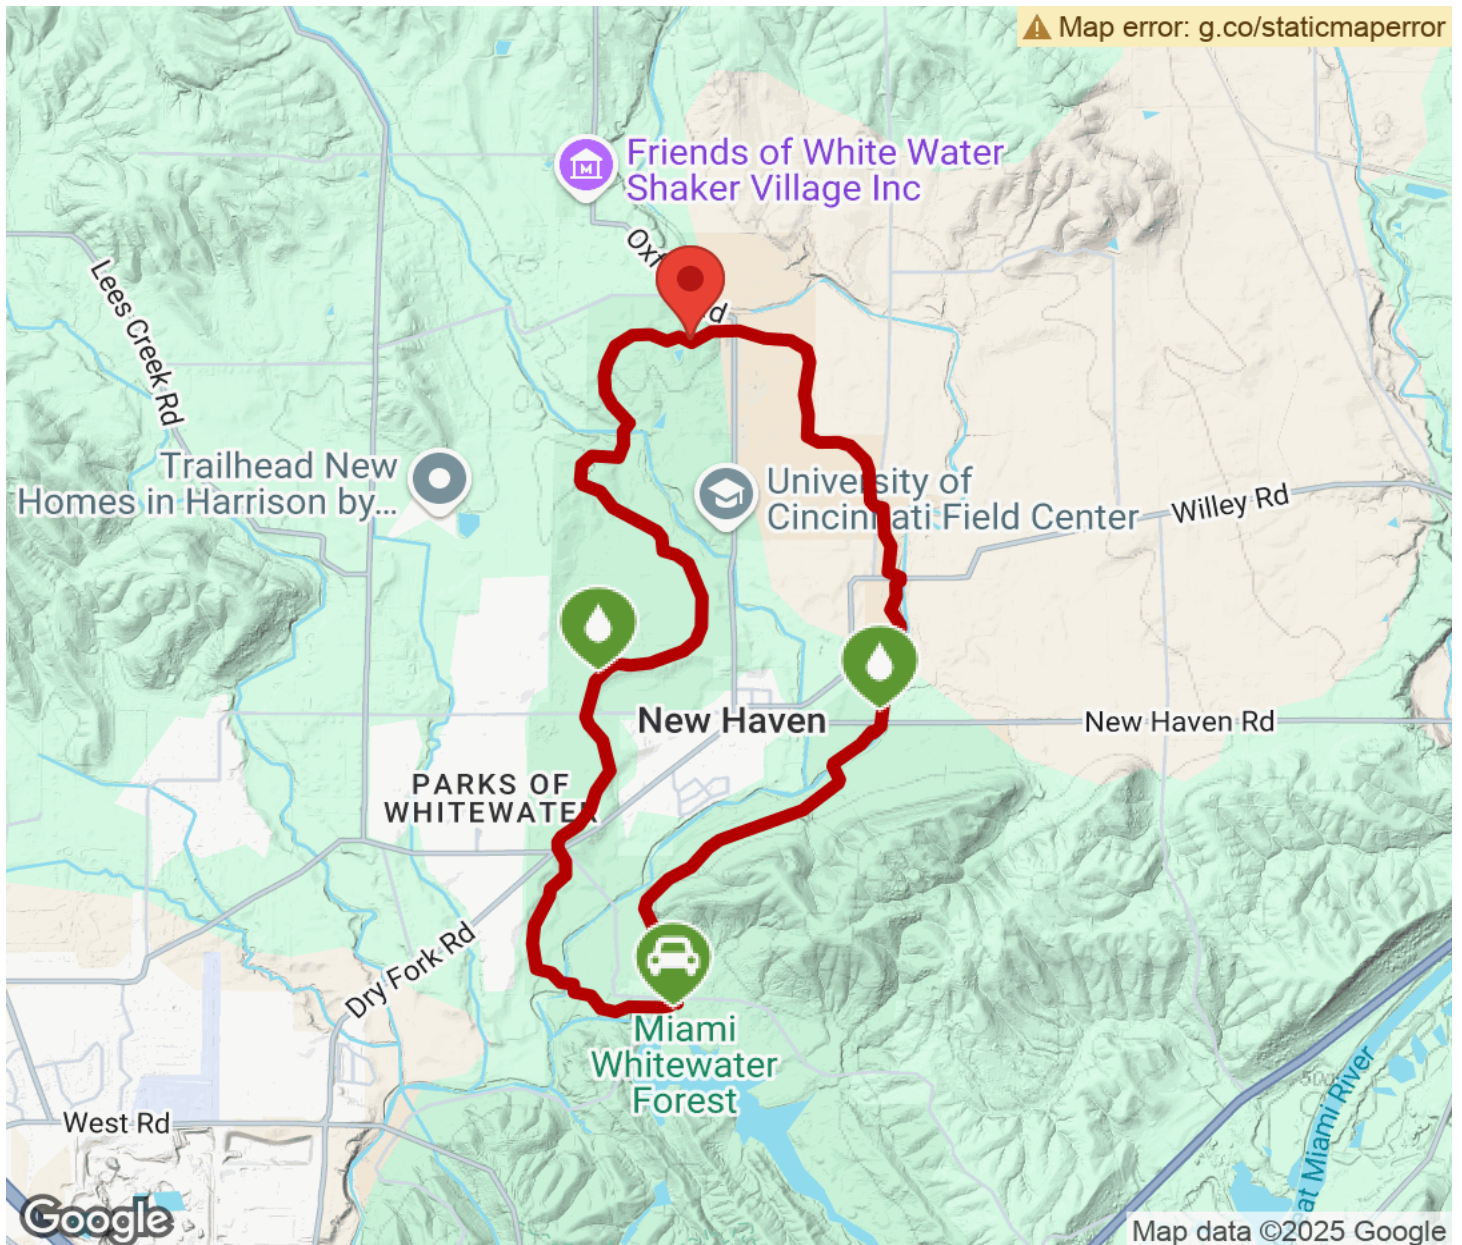 Map error: g.co/staticmaperror
Friends of White Water
Shaker Village Inc
Lees Creek Rd
Trailhead New
Homes in Harrison by...
University of
Cincinnati Field Center
Willey Rd
New Haven
New Haven Rd
PARKS OF
WHITEWATER
Dry Fork Rd
Miami
Whitewater
Forest
West Rd
eat Miami River
Google
Map data ©2025 Google